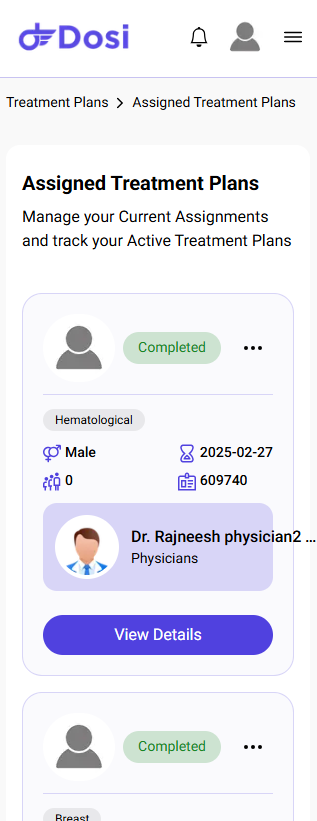 Dosi
Treatment Plans > Assigned Treatment Plans
Assigned Treatment Plans
Manage your Current Assignments
and track your Active Treatment Plans
Completed
Hematological
Male
2025-02-27
0
609740
Dr. Rajneesh physician2 ...
Physicians
View Details
Completed
Breast